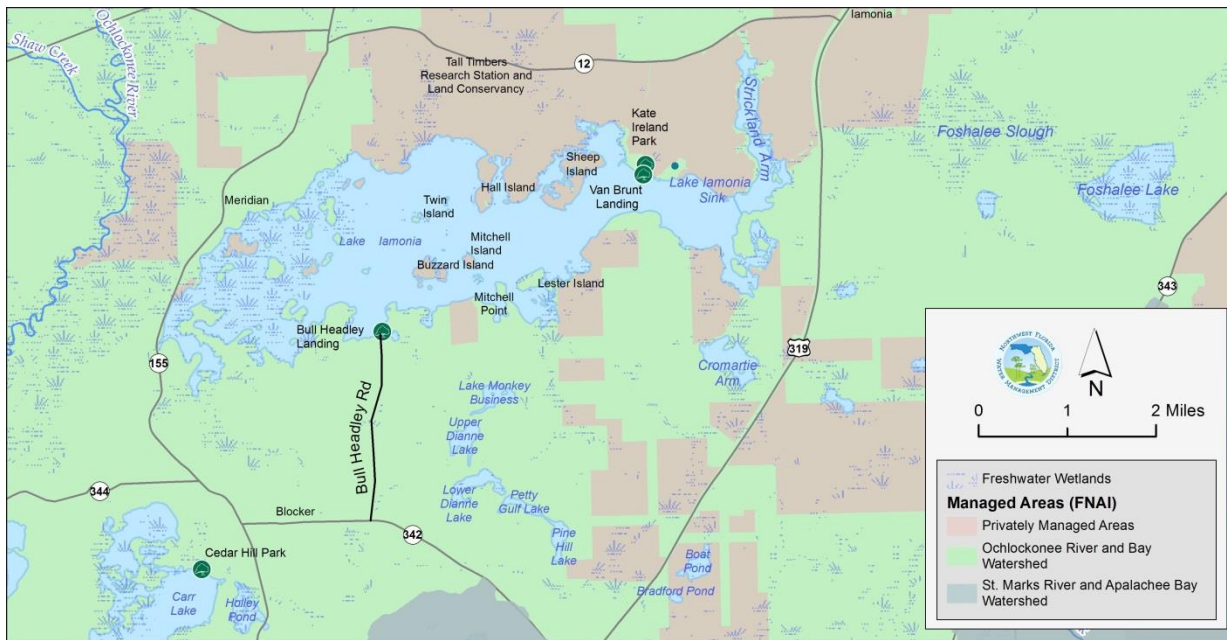 Shaw Creek
Ochlockonee River
Iamonia
12
Tall Timbers
Research Station and
Land Conservancy
Kate
Ireland
Park
Strickland Arm
Foshalee Slough
Foshalee Lake
Sheep
Island
Hall Island
Van Brunt
Landing
Lake Iamonia
Sink
Meridian
Twin
Island
Lake Iamonia
Mitchell
Island
Buzzard Island
Lester Island
Mitchell
Point
Bull Headley
Landing
155
319
343
Cromartie
Arm
Bull Headley Rd
Lake Monkey
Business
Upper
Dianne
Lake
Lower
Dianne
Lake
Petty
Gulf Lake
Pine
Hill
Lake
344
Blocker
342
Cedar Hill Park
Carr
Lake
Halley
Pond
Boat
Pond
Bradford Pond
NORTHWEST FLORIDA
WATER MANAGEMENT DISTRICT
N
0 1 2 Miles
Freshwater Wetlands
Managed Areas (FNAI)
Privately Managed Areas
Ochlockonee River and Bay
Watershed
St. Marks River and Apalachee Bay
Watershed